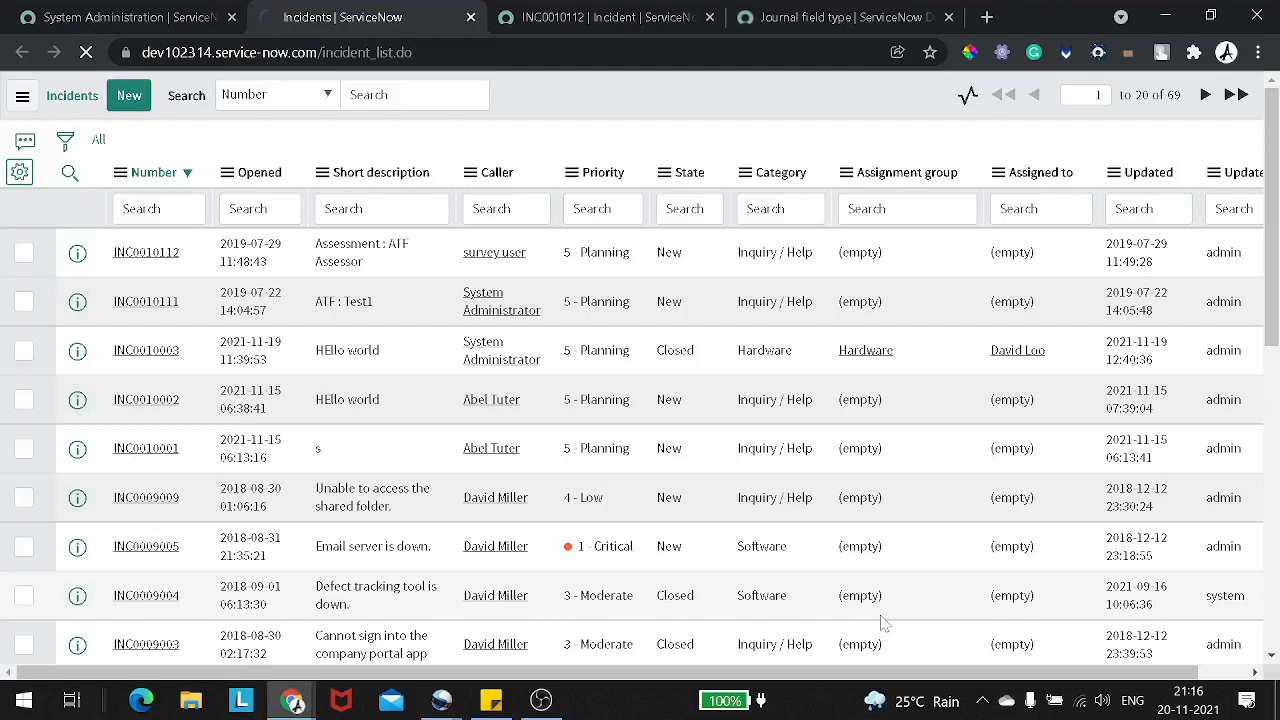 System Administration | ServiceN
Incidents | ServiceNow
INC0010112 | Incident | ServiceNo
Journal field type | ServiceNow D
dev102314.service-now.com/incident_list.do
Incidents New Search Number Search 1 to 20 of 69
All
Number Opened Short description Caller Priority State Category Assignment group Assigned to Updated Update
Search Search Search Search Search Search Search Search Search Search Search
INC0010112 2019-07-29 11:48:43 Assessment : ATF Assessor survey user 5 - Planning New Inquiry / Help (empty) (empty) 2019-07-29 11:49:28 admin
INC0010111 2019-07-22 14:04:57 ATF : Test1 System Administrator 5 - Planning New Inquiry / Help (empty) (empty) 2019-07-22 14:05:48 admin
INC0010003 2021-11-19 11:39:53 HEllo world System Administrator 5 - Planning Closed Hardware Hardware David Loo 2021-11-19 12:40:36 admin
INC0010002 2021-11-15 06:38:41 HEllo world Abel Tuter 5 - Planning New Inquiry / Help (empty) (empty) 2021-11-15 07:39:04 admin
INC0010001 2021-11-15 06:13:16 s Abel Tuter 5 - Planning New Inquiry / Help (empty) (empty) 2021-11-15 06:13:41 admin
INC0009009 2018-08-30 01:06:16 Unable to access the shared folder. David Miller 4 - Low New Inquiry / Help (empty) (empty) 2018-12-12 23:30:24 admin
INC0009005 2018-08-31 21:35:21 Email server is down. David Miller 1 - Critical New Software (empty) (empty) 2018-12-12 23:18:55 admin
INC0009004 2018-09-01 06:13:30 Defect tracking tool is down. David Miller 3 - Moderate Closed Software (empty) (empty) 2021-09-16 10:06:36 system
INC0009003 2018-08-30 02:17:32 Cannot sign into the company portal app David Miller 3 - Moderate Closed Inquiry / Help (empty) (empty) 2018-12-12 23:39:53 admin
L 100% 25°C Rain ENG 21:16
20-11-2021